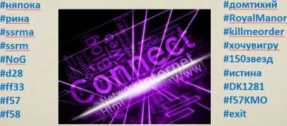 #няпока
#рина
#ssrma
#ssrm
#NoG
#d28
#ff33
#f57
#f58
Connect
Internet
#домтихий
#RoyalManor
#killmeorder
#хочувигру
#150звезд
#истина
#DK1281
#f57KMO
#exit